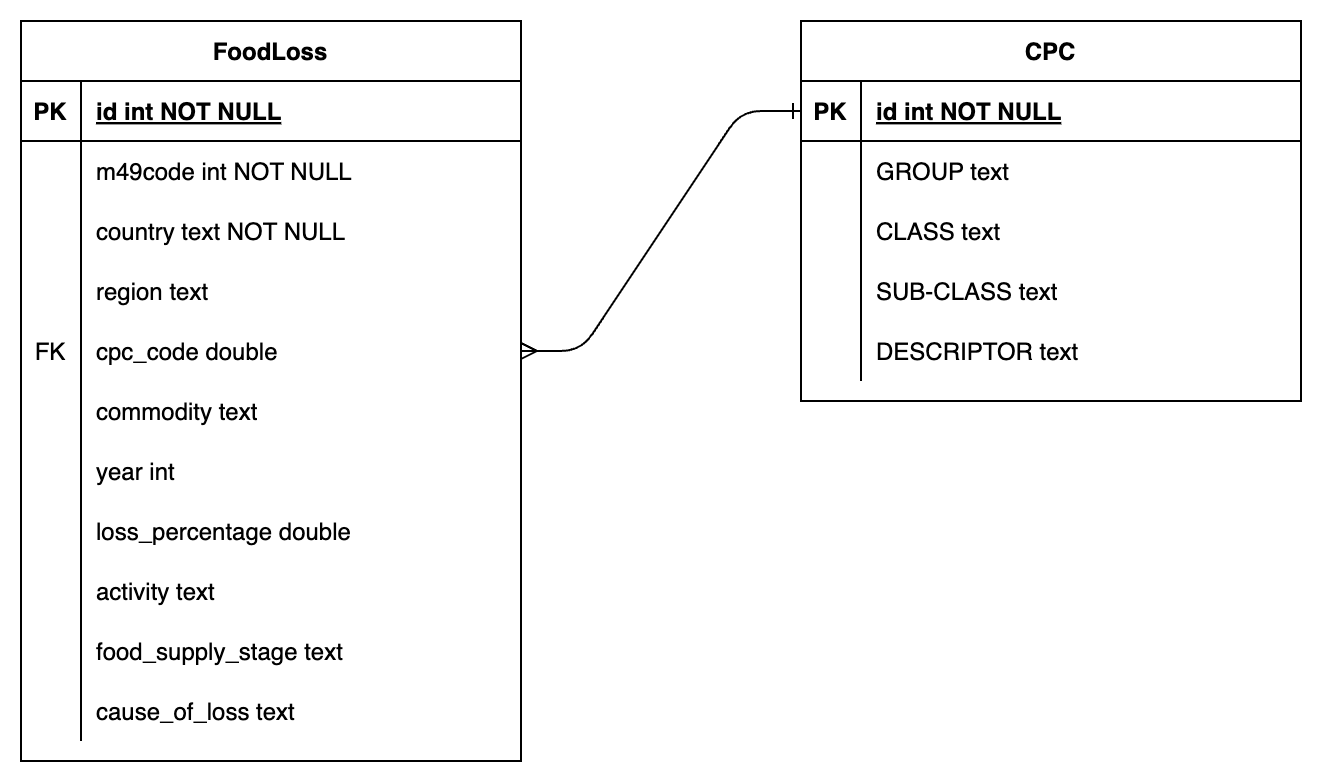 FoodLoss
PK id int NOT NULL
m49code int NOT NULL
country text NOT NULL
region text
FK cpc_code double
commodity text
year int
loss_percentage double
activity text
food_supply_stage text
cause_of_loss text
CPC
PK id int NOT NULL
GROUP text
CLASS text
SUB-CLASS text
DESCRIPTOR text